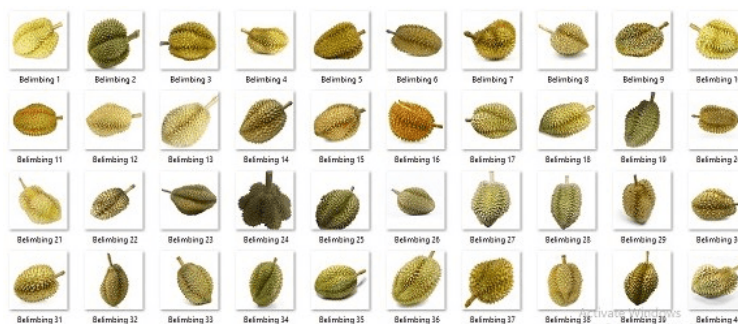 Belimbing 1 Belimbing 2 Belimbing 3 Belimbing 4 Belimbing 5 Belimbing 6 Belimbing 7 Belimbing 8 Belimbing 9 Belimbing
Belimbing 11 Belimbing 12 Belimbing 13 Belimbing 14 Belimbing 15 Belimbing 16 Belimbing 17 Belimbing 18 Belimbing 19 Belimbing
Belimbing 21 Belimbing 22 Belimbing 23 Belimbing 24 Belimbing 25 Belimbing 26 Belimbing 27 Belimbing 28 Belimbing 29 Belimbing
Belimbing 31 Belimbing 32 Belimbing 33 Belimbing 34 Belimbing 35 Belimbing 36 Belimbing 37 Belimbing 38 Belimbing 39 Belimbing
Activate Windows